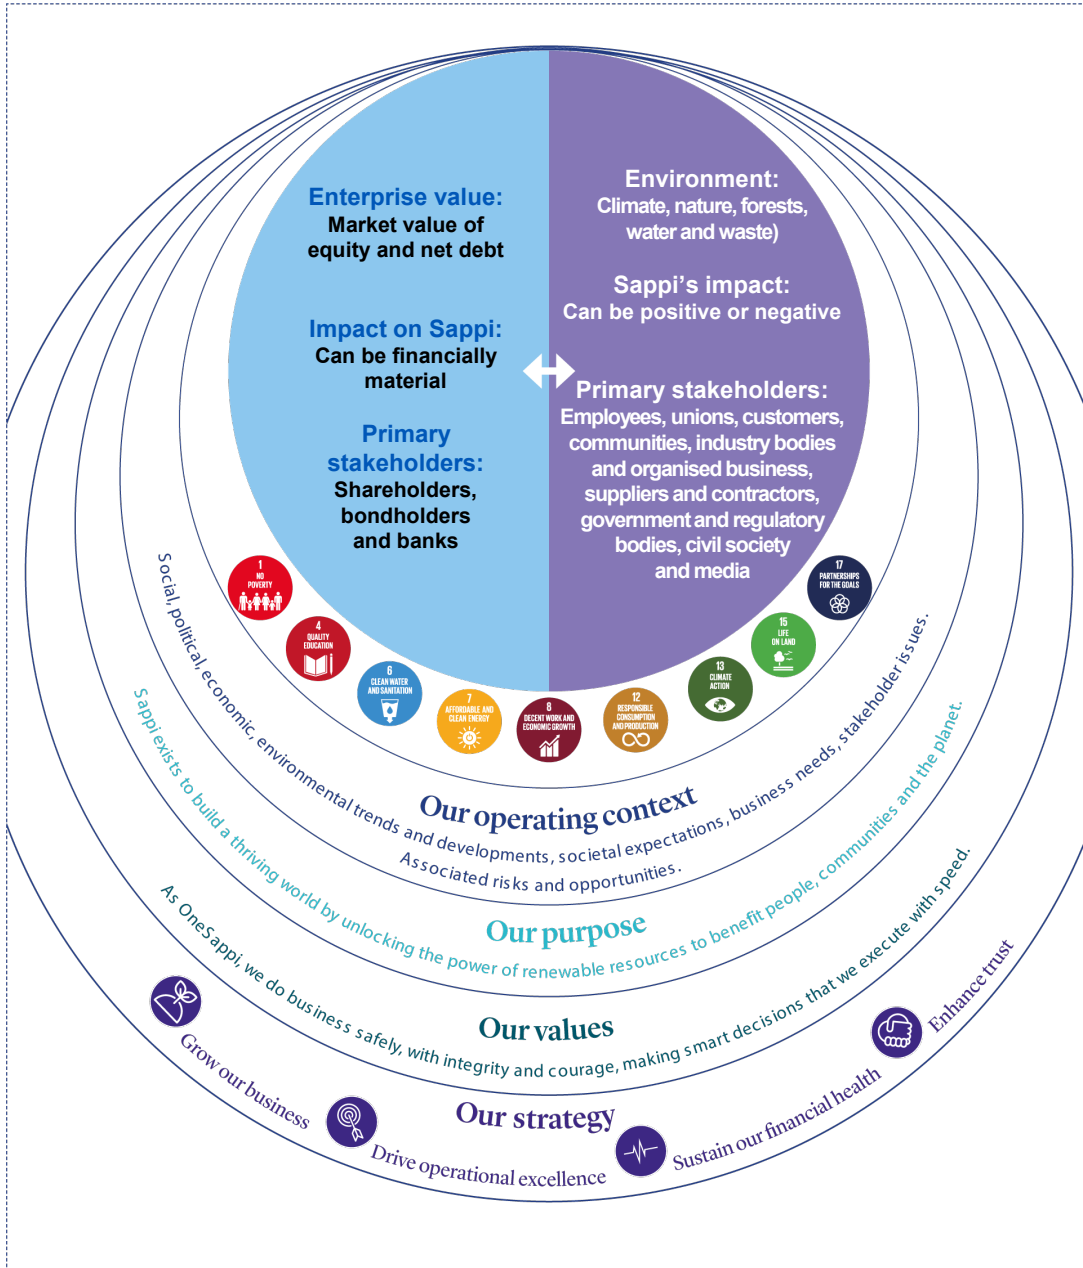 Enterprise value:
Market value of
equity and net debt
Impact on Sappi:
Can be financially
material
Primary
stakeholders:
Shareholders,
bondholders
and banks
Environment:
Climate, nature, forests,
water and waste)
Sappi’s impact:
Can be positive or negative
Primary stakeholders:
Employees, unions, customers,
communities, industry bodies
and organised business,
suppliers and contractors,
government and regulatory
bodies, civil society
and media
1
NO
POVERTY
4
QUALITY
EDUCATION
6
CLEAN WATER
AND SANITATION
7
AFFORDABLE AND
CLEAN ENERGY
8
DECENT WORK AND
ECONOMIC GROWTH
12
RESPONSIBLE
CONSUMPTION
AND PRODUCTION
13
CLIMATE
ACTION
15
LIFE
ON LAND
17
PARTNERSHIPS
FOR THE GOALS
Our operating context
Social, political, economic, environmental trends and developments, societal expectations, business needs, stakeholder issues.
Associated risks and opportunities.
Our purpose
Sappi exists to build a thriving world by unlocking the power of renewable resources to benefit people, communities and the planet.
Our values
As OneSappi, we do business safely, with integrity and courage, making smart decisions that we execute with speed.
Our strategy
Grow our business
Drive operational excellence
Sustain our financial health
Enhance trust